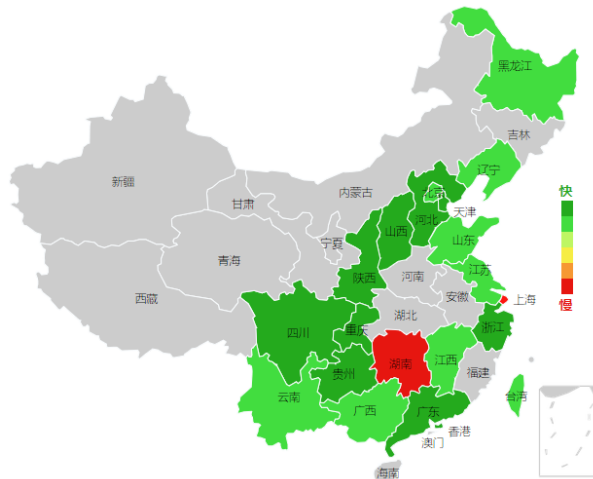 黑龙江
吉林
辽宁
新疆
甘肃
内蒙古
北京
快
天津
河北
山西
山东
宁夏
青海
陕西
河南
江苏
西藏
安徽
上海
慢
湖北
四川
重庆
浙江
湖南
江西
贵州
福建
云南
台湾
广西
广东
香港
澳门
海南